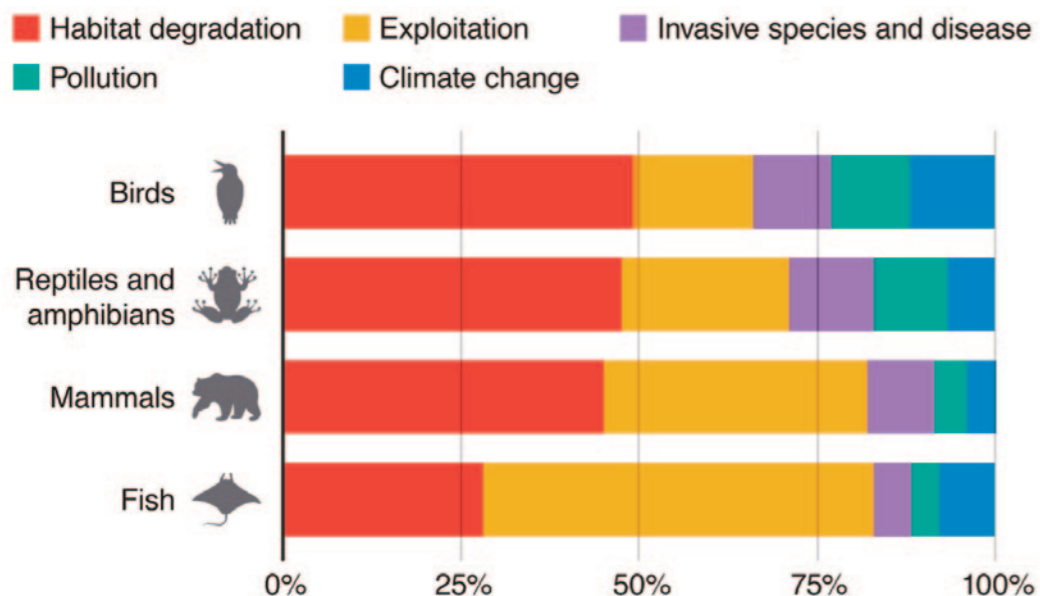 Habitat degradation
Exploitation
Invasive species and disease
Pollution
Climate change
Birds
Reptiles and
amphibians
Mammals
Fish
0%
25%
50%
75%
100%